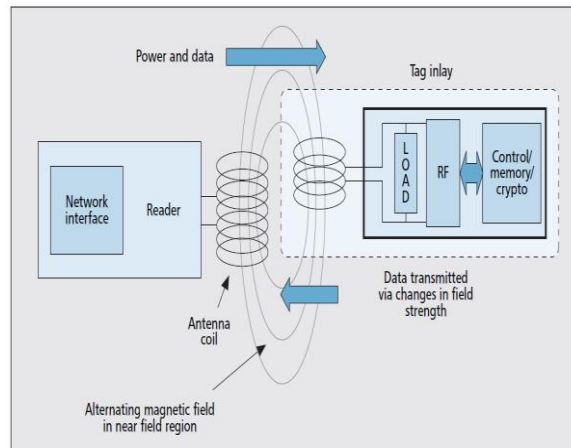 Power and data
Tag inlay
Network
interface
Reader
L
O
A
D
RF
Control/
memory/
crypto
Data transmitted
via changes in field
strength
Antenna
coil
Alternating magnetic field
in near field region